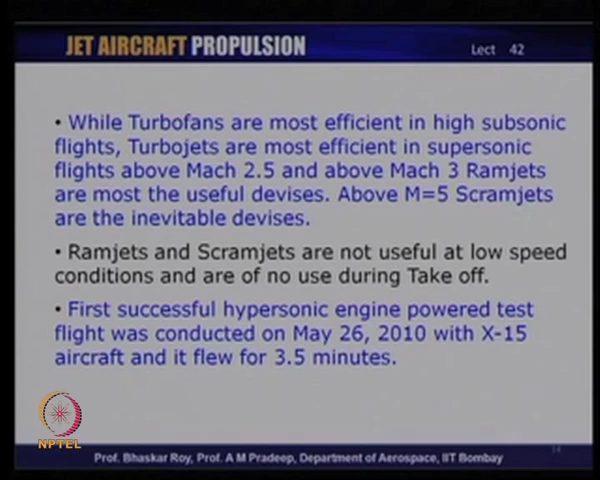 JET AIRCRAFT PROPULSION Lect 42
• While Turbofans are most efficient in high subsonic
flights, Turbojets are most efficient in supersonic
flights above Mach 2.5 and above Mach 3 Ramjets
are most the useful devises. Above M=5 Scramjets
are the inevitable devises.
• Ramjets and Scramjets are not useful at low speed
conditions and are of no use during Take off.
• First successful hypersonic engine powered test
flight was conducted on May 26, 2010 with X-15
aircraft and it flew for 3.5 minutes.
NPTEL
14
Prof. Bhaskar Roy, Prof. A M Pradeep, Department of Aerospace, IIT Bombay